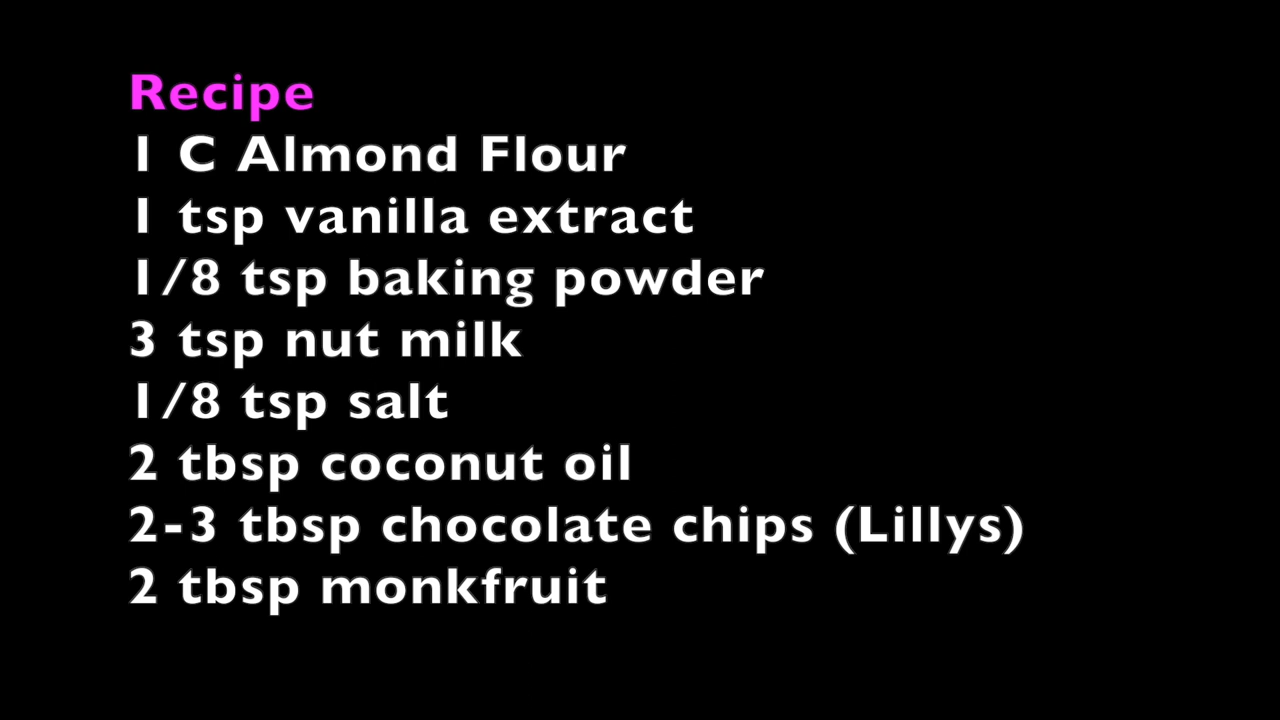 Recipe
1 C Almond Flour
1 tsp vanilla extract
1/8 tsp baking powder
3 tsp nut milk
1/8 tsp salt
2 tbsp coconut oil
2-3 tbsp chocolate chips (Lillys)
2 tbsp monkfruit